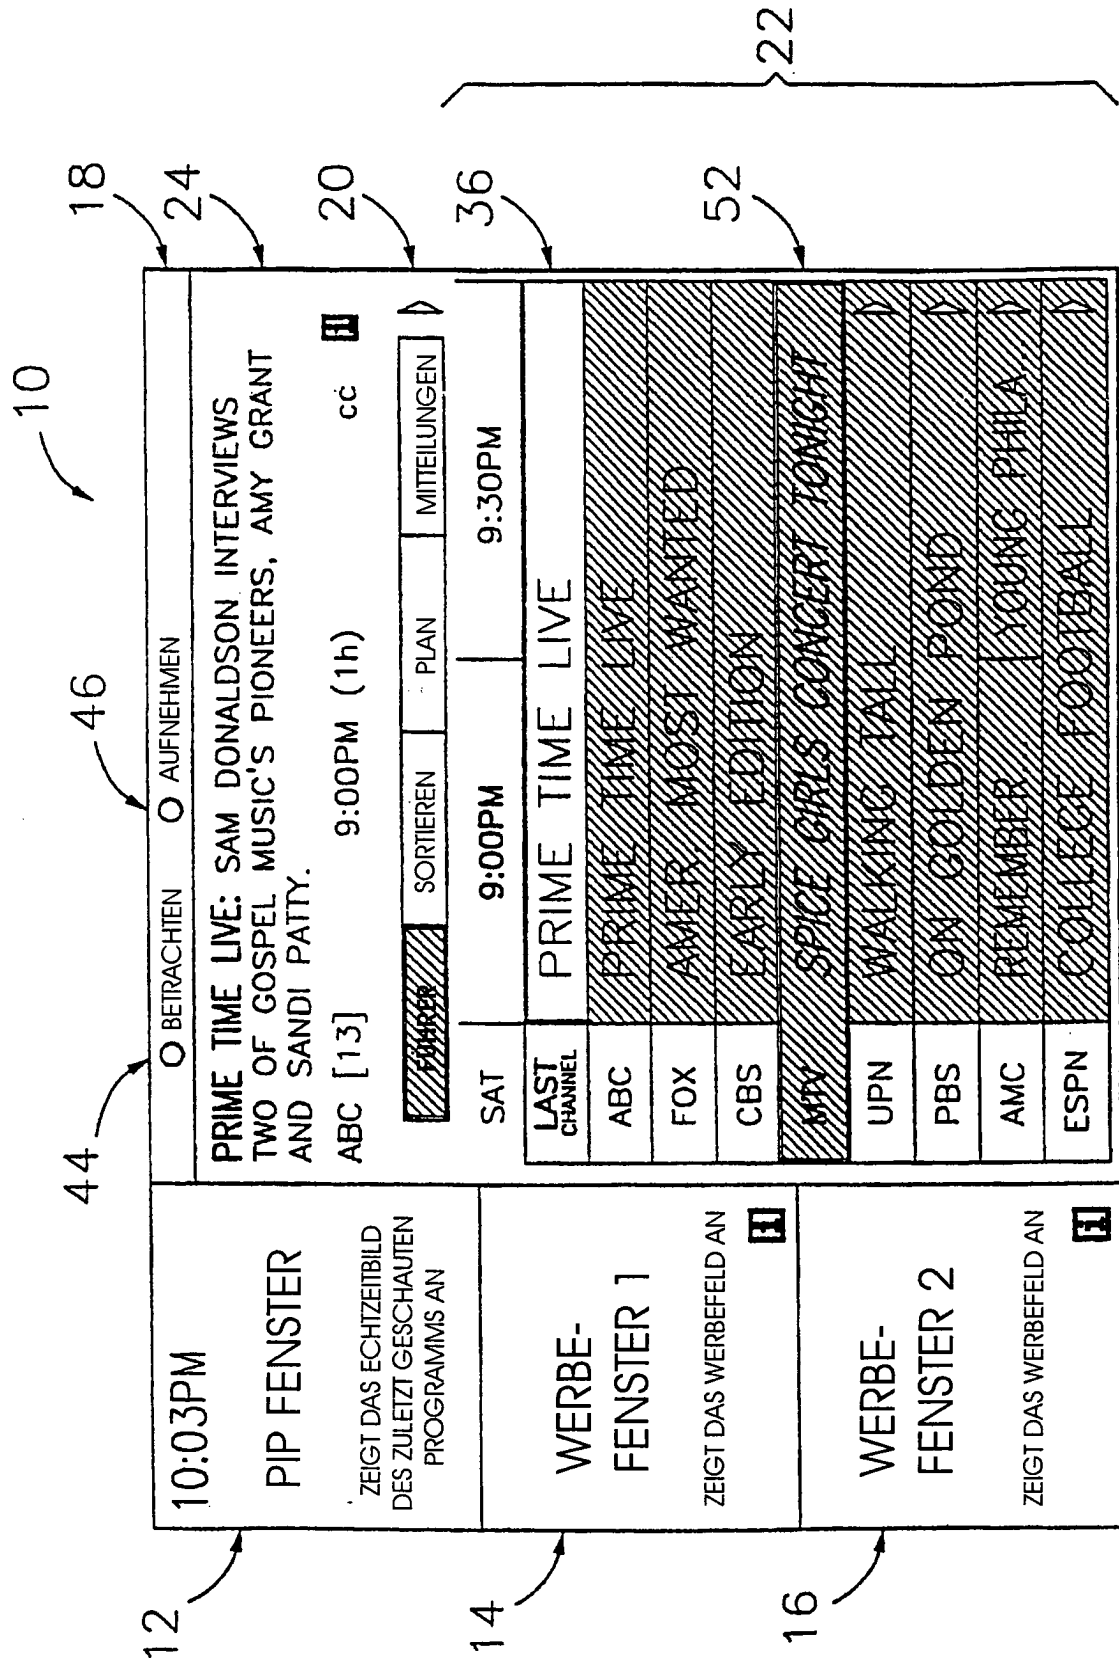 10
44
46
18
24
20
36
52
22
12
14
16
10:03PM
PIP FENSTER
ZEIGT DAS ECHTZEITBILD
DES ZULETZT GESCHAUTEN
PROGRAMMS AN
WERBE-
FENSTER 1
ZEIGT DAS WERBEFELD AN
i
WERBE-
FENSTER 2
ZEIGT DAS WERBEFELD AN
i
BETRACHTEN AUFNEHMEN
PRIME TIME LIVE: SAM DONALDSON INTERVIEWS
TWO OF GOSPEL MUSIC'S PIONEERS, AMY GRANT
AND SANDI PATTY.
ABC [13] 9:00PM (1h) cc i
FÜHRER SORTIEREN PLAN MITTEILUNGEN
SAT 9:00PM 9:30PM
LAST CHANNEL PRIME TIME LIVE
ABC PRIME TIME LIVE
FOX AMER. MOST WANTED
CBS EARLY EDITION
MTV SPICE GIRLS CONCERT TONIGHT
UPN WALKING TALL
PBS ON GOLDEN POND
AMC REMEMBER... YOUNG PHILA...
ESPN COLLEGE FOOTBALL